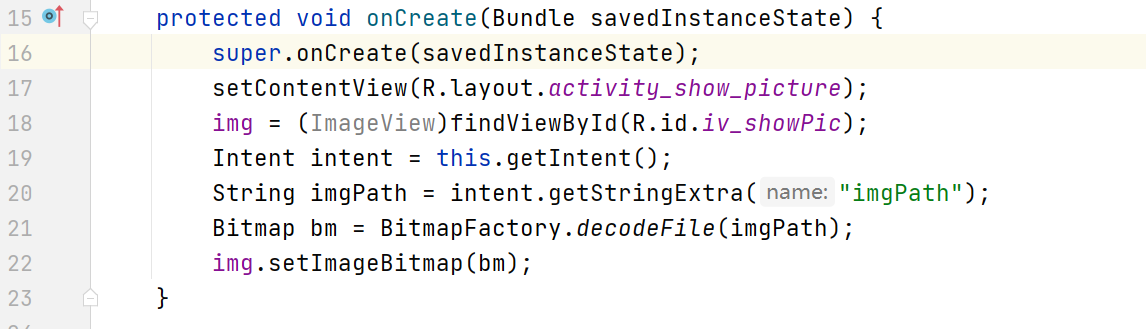 15 protected void onCreate(Bundle savedInstanceState) {
16 super.onCreate(savedInstanceState);
17 setContentView(R.layout.activity_show_picture);
18 img = (ImageView)findViewById(R.id.iv_showPic);
19 Intent intent = this.getIntent();
20 String imgPath = intent.getStringExtra( name: "imgPath");
21 Bitmap bm = BitmapFactory.decodeFile(imgPath);
22 img.setImageBitmap(bm);
23 }